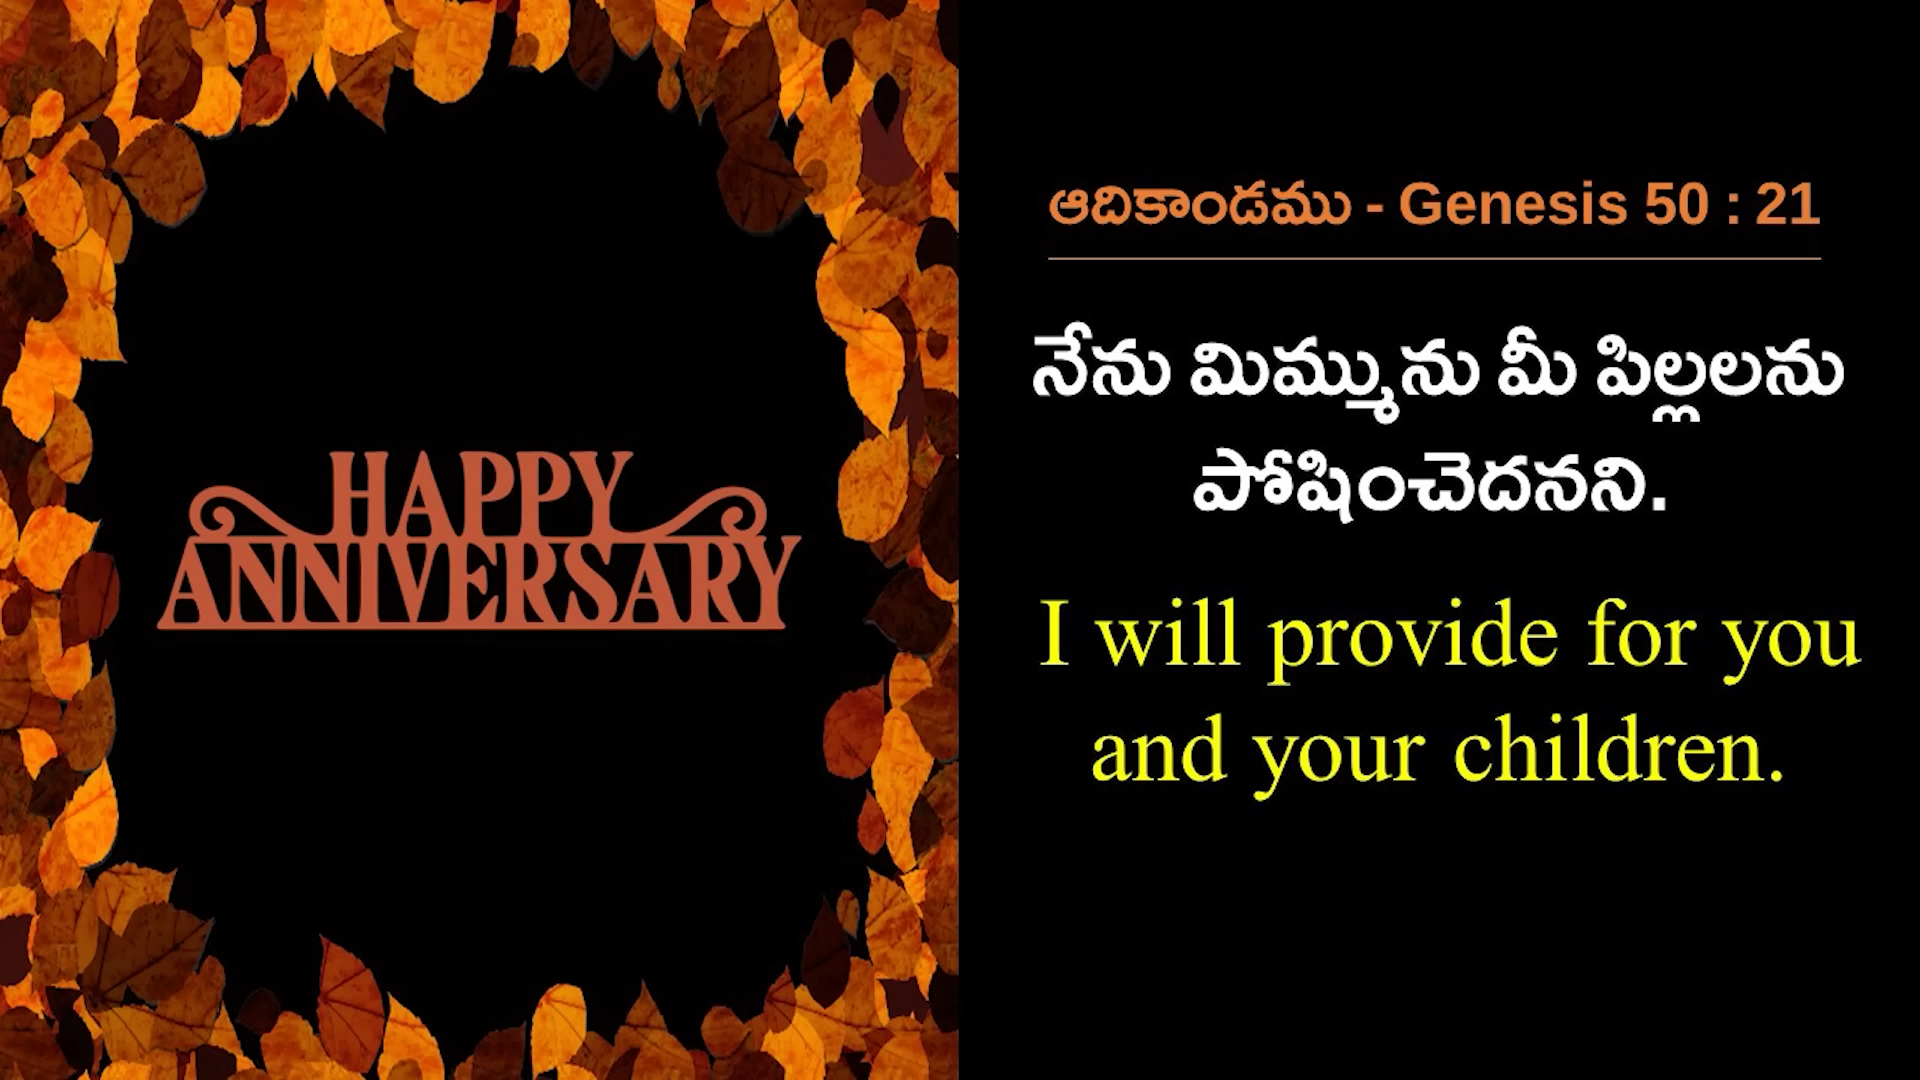 HAPPY
ANNIVERSARY
ఆదికాండము - Genesis 50 : 21
నేను మిమ్మును మీ పిల్లలను
పోషించెదనని.
I will provide for you
and your children.